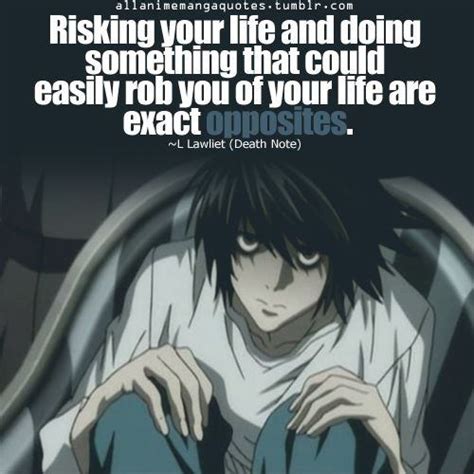 allanimemangaquotes.tumblr.com
Risking your life and doing
something that could
easily rob you of your life are
exact opposites.
~L Lawliet (Death Note)